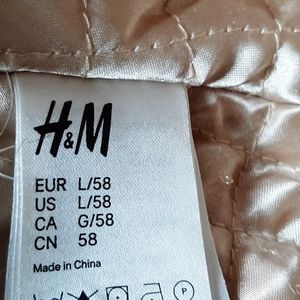 H&M
EUR L/58
US L/58
CA G/58
CN 58
Made in China
P